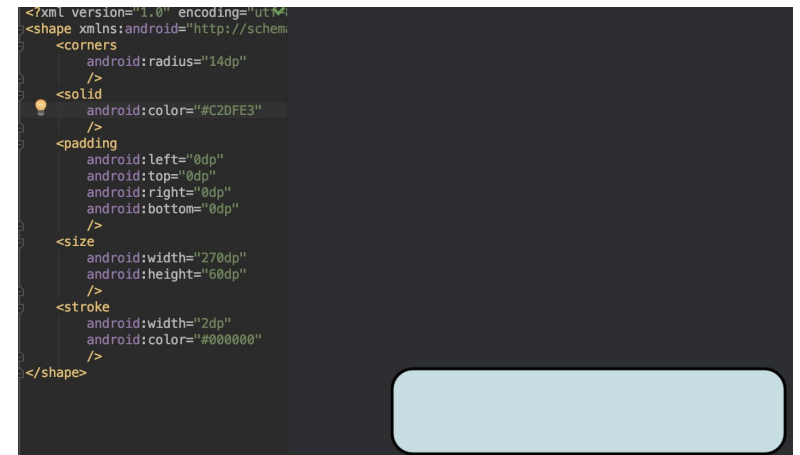 <?xml version="1.0" encoding="utf-
<shape xmlns:android="http://schem
<corners
android:radius="14dp"
/>
<solid
android:color="#C2DFE3"
/>
<padding
android:left="0dp"
android:top="0dp"
android:right="0dp"
android:bottom="0dp"
/>
<size
android:width="270dp"
android:height="60dp"
/>
<stroke
android:width="2dp"
android:color="#000000"
/>
</shape>